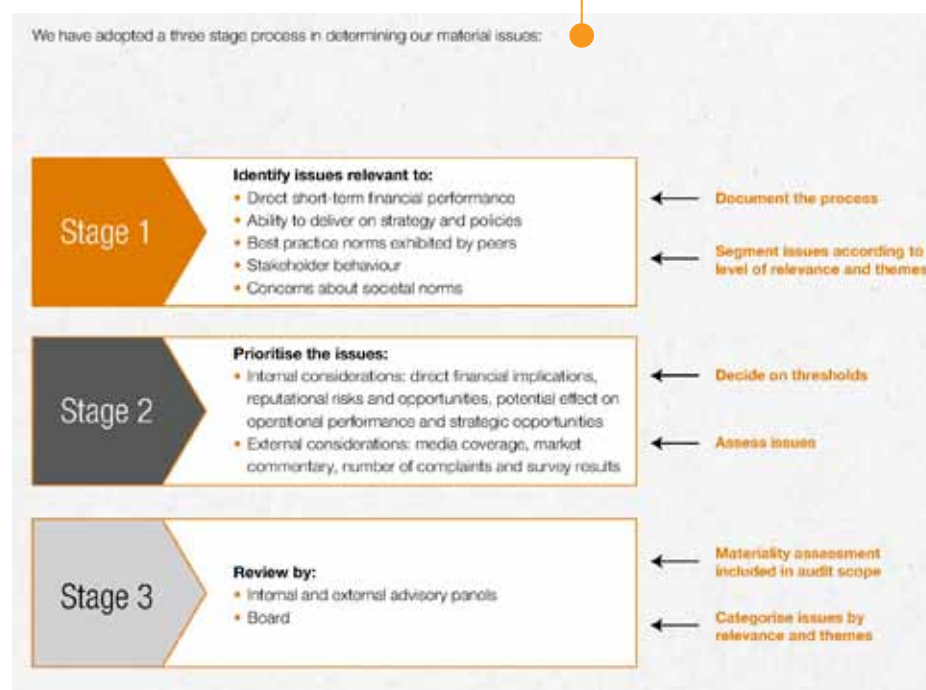 We have adopted a three stage process in determining our material issues:
Stage 1
Identify issues relevant to:
• Direct short-term financial performance
• Ability to deliver on strategy and policies
• Best practice norms exhibited by peers
• Stakeholder behaviour
• Concerns about societal norms
Document the process
Segment issues according to
level of relevance and themes
Stage 2
Prioritise the issues:
• Internal considerations: direct financial implications,
reputational risks and opportunities, potential effect on
operational performance and strategic opportunities
• External considerations: media coverage, market
commentary, number of complaints and survey results
Decide on thresholds
Assess issues
Stage 3
Review by:
• Internal and external advisory panels
• Board
Materiality assessment
included in audit scope
Categorise issues by
relevance and themes